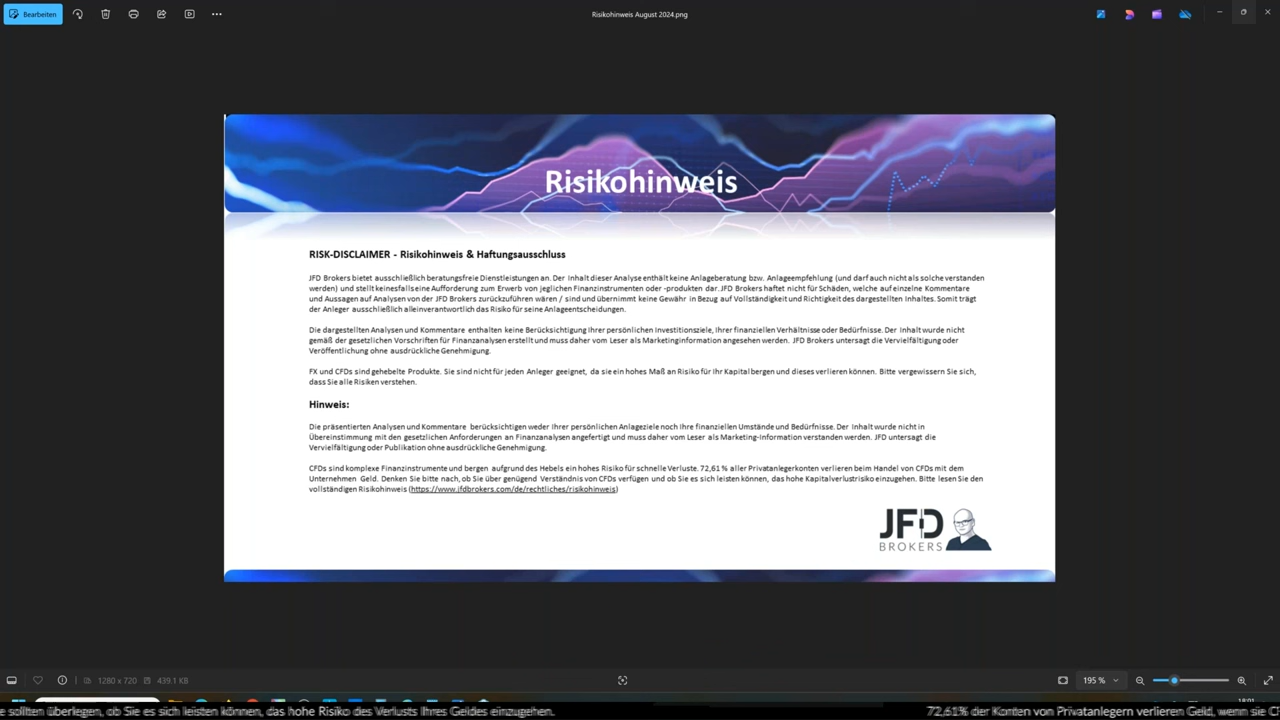 Bearbeiten
Risikohinweis August 2024.png
Risikohinweis
RISK-DISCLAIMER - Risikohinweis & Haftungsausschluss
JFD Brokers bietet ausschließlich beratungsfreie Dienstleistungen an. Der Inhalt dieser Analyse enthält keine Anlageberatung bzw. Anlageempfehlung (und darf auch nicht als solche verstanden
werden) und stellt keinesfalls eine Aufforderung zum Erwerb von jeglichen Finanzinstrumenten oder -produkten dar. JFD Brokers haftet nicht für Schäden, welche auf einzelne Kommentare
und Aussagen auf Analysen von der JFD Brokers zurückzuführen wären / sind und übernimmt keine Gewähr in Bezug auf Vollständigkeit und Richtigkeit des dargestellten Inhaltes. Somit trägt
der Anleger ausschließlich alleinverantwortlich das Risiko für seine Anlageentscheidungen.
Die dargestellten Analysen und Kommentare enthalten keine Berücksichtigung Ihrer persönlichen Investitionsziele, Ihrer finanziellen Verhältnisse oder Bedürfnisse. Der Inhalt wurde nicht
gemäß der gesetzlichen Vorschriften für Finanzanalysen erstellt und muss daher vom Leser als Marketinginformation angesehen werden. JFD Brokers untersagt die Vervielfältigung oder
Veröffentlichung ohne ausdrückliche Genehmigung.
FX und CFDs sind gehebelte Produkte. Sie sind nicht für jeden Anleger geeignet, da sie ein hohes Maß an Risiko für Ihr Kapital bergen und dieses verlieren können. Bitte vergewissern Sie sich,
dass Sie alle Risiken verstehen.
Hinweis:
Die präsentierten Analysen und Kommentare berücksichtigen weder Ihrer persönlichen Anlageziele noch Ihre finanziellen Umstände und Bedürfnisse. Der Inhalt wurde nicht in
Übereinstimmung mit den gesetzlichen Anforderungen an Finanzanalysen angefertigt und muss daher vom Leser als Marketing-Information verstanden werden. JFD untersagt die
Vervielfältigung oder Publikation ohne ausdrückliche Genehmigung.
CFDs sind komplexe Finanzinstrumente und bergen aufgrund des Hebels ein hohes Risiko für schnelle Verluste. 72,61 % aller Privatanlegerkonten verlieren beim Handel von CFDs mit dem
Unternehmen Geld. Denken Sie bitte nach, ob Sie über genügend Verständnis von CFDs verfügen und ob Sie es sich leisten können, das hohe Kapitalverlustrisiko einzugehen. Bitte lesen Sie den
vollständigen Risikohinweis (https://www.jfdbrokers.com/de/rechtliches/risikohinweis)
JFD
BROKERS
1280 x 720 439.1 KB 195 %
e sollten überlegen, ob Sie es sich leisten können, das hohe Risiko des Verlusts Ihres Geldes einzugehen. 72,61% der Konten von Privatanlegern verlieren Geld, wenn sie C